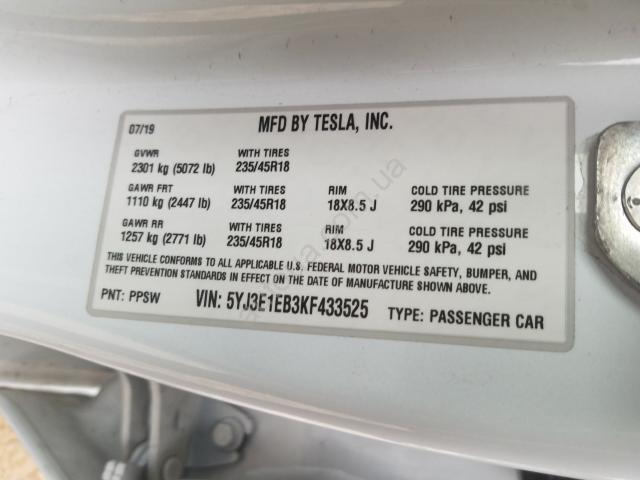 07/19 MFD BY TESLA, INC.
GVWR WITH TIRES
2301 kg (5072 lb) 235/45R18
GAWR FRT WITH TIRES RIM COLD TIRE PRESSURE
1110 kg (2447 lb) 235/45R18 18X8.5 J 290 kPa, 42 psi
GAWR RR WITH TIRES RIM COLD TIRE PRESSURE
1257 kg (2771 lb) 235/45R18 18X8.5 J 290 kPa, 42 psi
THIS VEHICLE CONFORMS TO ALL APPLICABLE U.S. FEDERAL MOTOR VEHICLE SAFETY, BUMPER, AND
THEFT PREVENTION STANDARDS IN EFFECT ON THE DATE OF MANUFACTURE SHOWN ABOVE.
PNT: PPSW VIN: 5YJ3E1EB3KF433525 TYPE: PASSENGER CAR